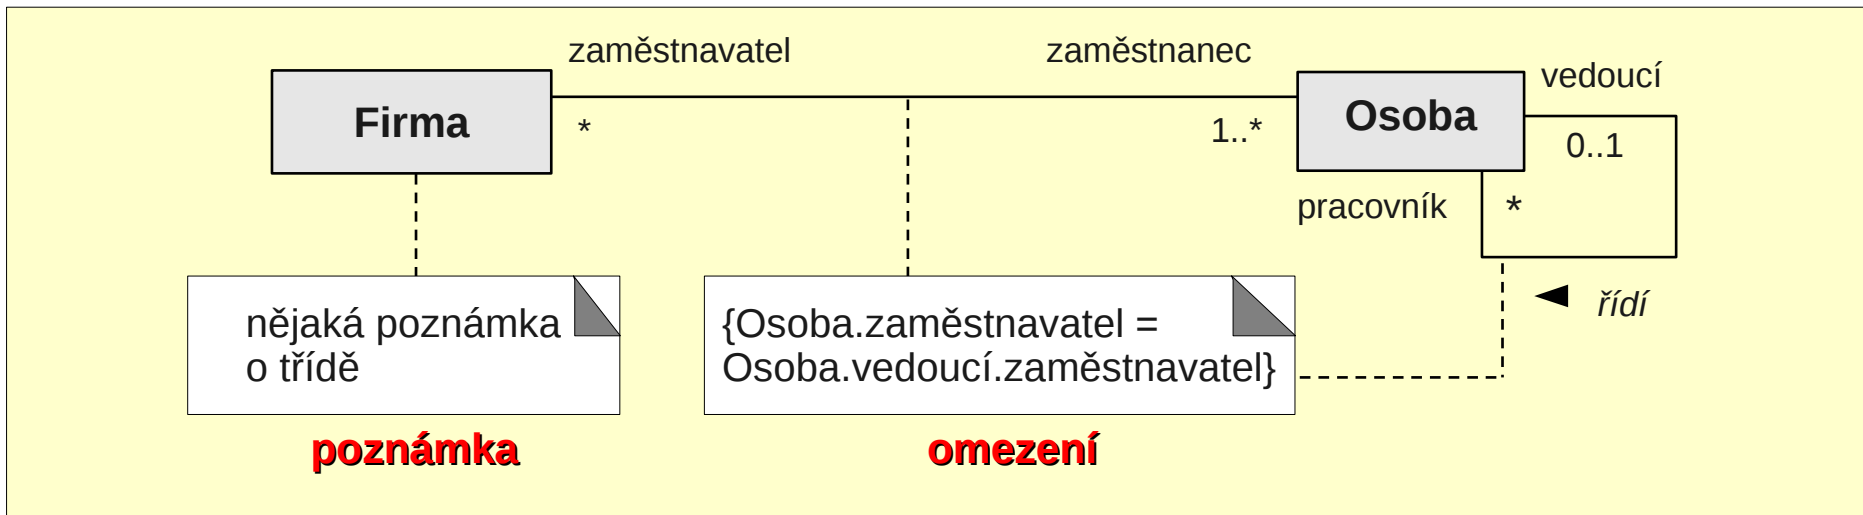 zaměstnavatel
zaměstnanec
vedoucí
Firma
Osoba
*
1..*
0..1
pracovník
*
řídí
nějaká poznámka
o třídě
{Osoba.zaměstnavatel =
Osoba.vedoucí.zaměstnavatel}
poznámka
omezení